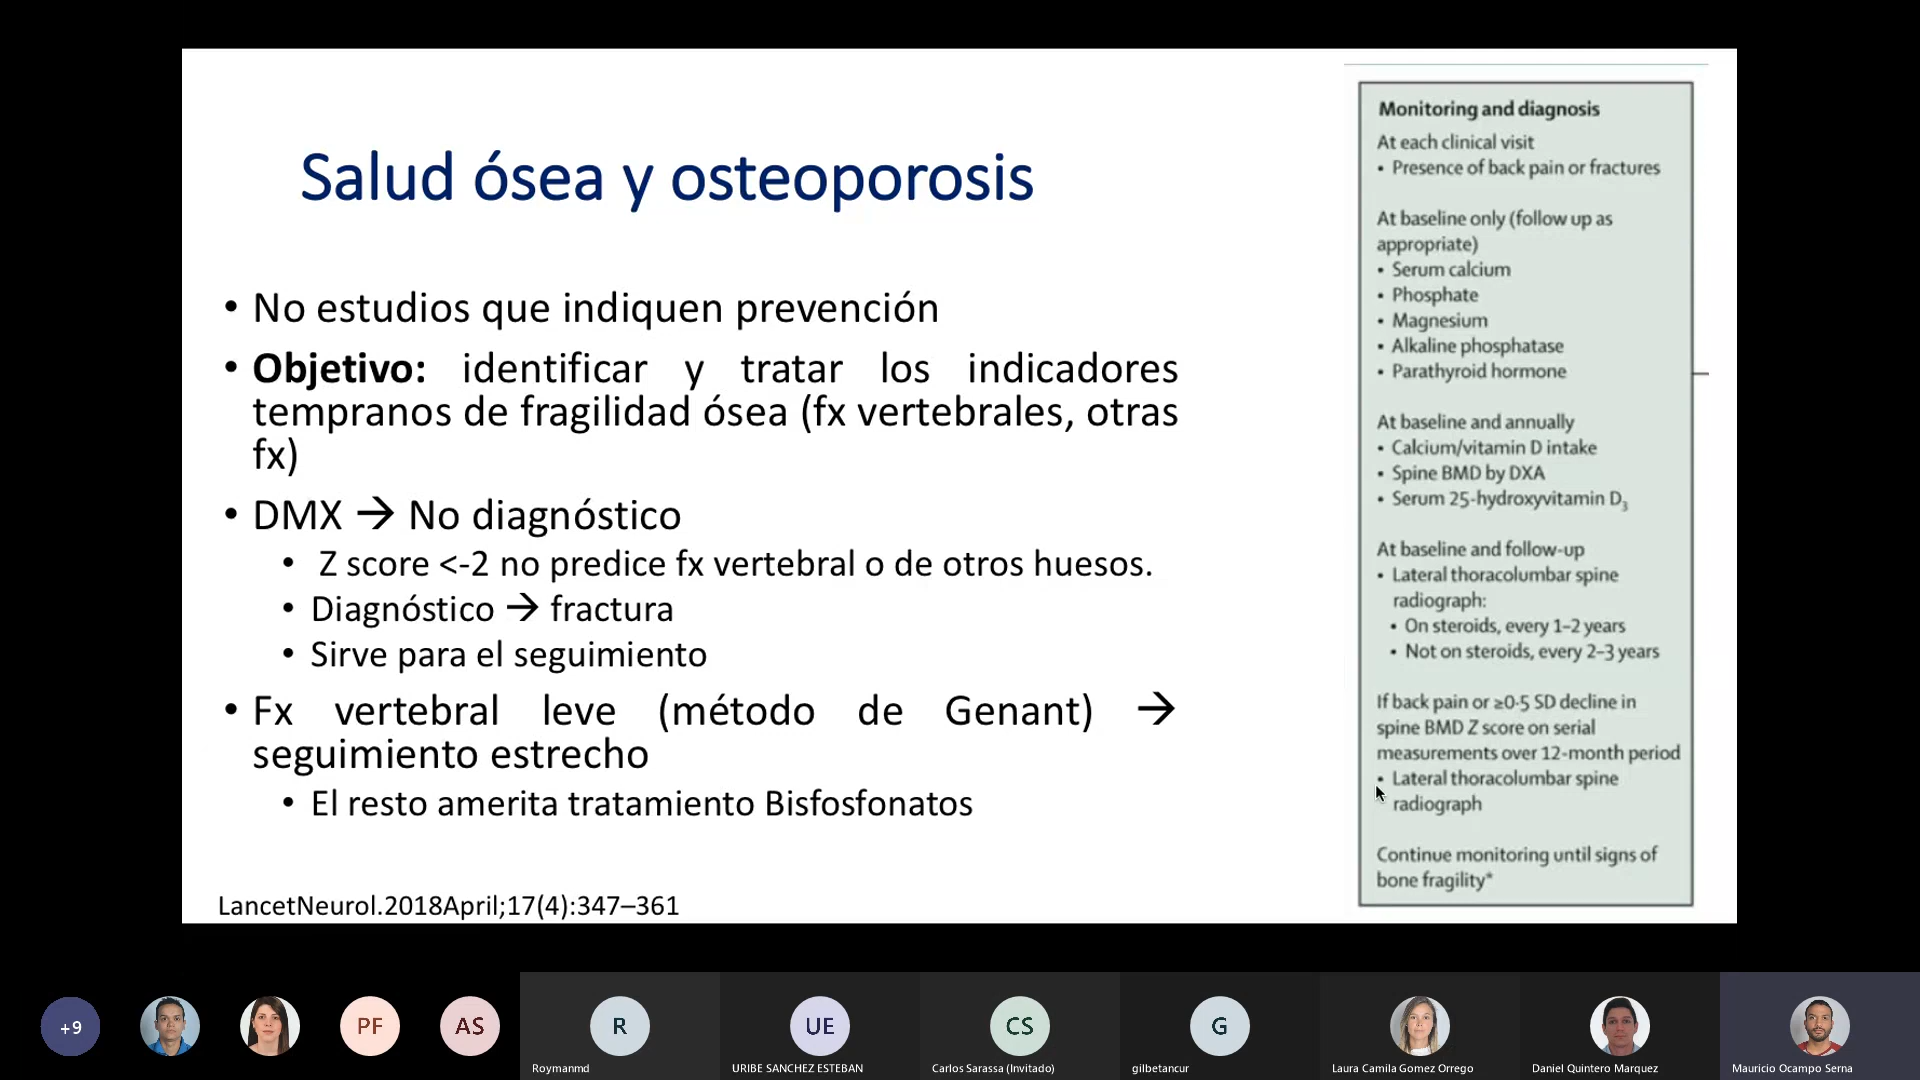 Salud ósea y osteoporosis
• No estudios que indiquen prevención
• Objetivo: identificar y tratar los indicadores
tempranos de fragilidad ósea (fx vertebrales, otras
fx)
• DMX → No diagnóstico
• Z score <-2 no predice fx vertebral o de otros huesos.
• Diagnóstico → fractura
• Sirve para el seguimiento
• Fx vertebral leve (método de Genant) →
seguimiento estrecho
• El resto amerita tratamiento Bisfosfonatos
LancetNeurol.2018April;17(4):347–361
Monitoring and diagnosis
At each clinical visit
• Presence of back pain or fractures
At baseline only (follow up as
appropriate)
• Serum calcium
• Phosphate
• Magnesium
• Alkaline phosphatase
• Parathyroid hormone
At baseline and annually
• Calcium/vitamin D intake
• Spine BMD by DXA
• Serum 25-hydroxyvitamin D₃
At baseline and follow-up
• Lateral thoracolumbar spine
radiograph:
• On steroids, every 1–2 years
• Not on steroids, every 2–3 years
If back pain or ≥0·5 SD decline in
spine BMD Z score on serial
measurements over 12-month period
• Lateral thoracolumbar spine
radiograph
Continue monitoring until signs of
bone fragility*
+9
PF
AS
R
UE
CS
G
Roymanmd
URIBE SANCHEZ ESTEBAN
Carlos Sarassa (Invitado)
gilbetancur
Laura Camila Gomez Orrego
Daniel Quintero Marquez
Mauricio Ocampo Serna